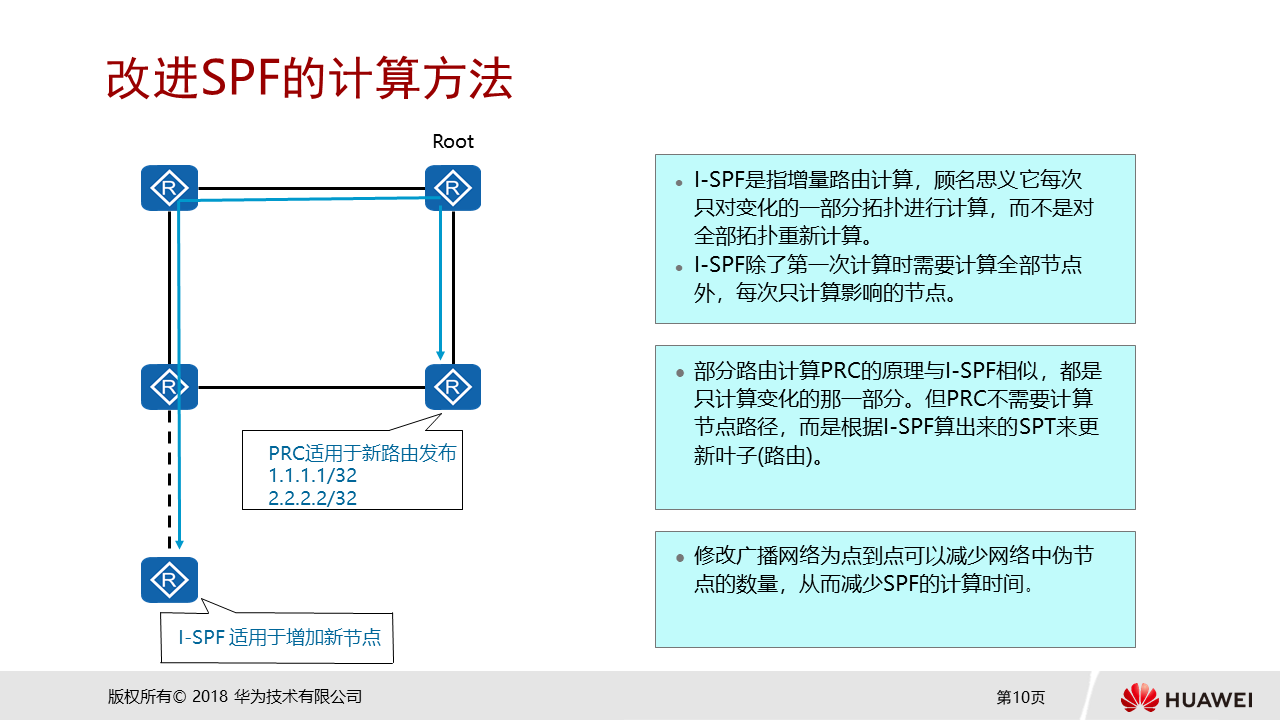 改进SPF的计算方法
Root
R
R
R
R
PRC适用于新路由发布
1.1.1.1/32
2.2.2.2/32
R
I-SPF 适用于增加新节点
• I-SPF是指增量路由计算，顾名思义它每次
只对变化的一部分拓扑进行计算，而不是对
全部拓扑重新计算。
• I-SPF除了第一次计算时需要计算全部节点
外，每次只计算影响的节点。
• 部分路由计算PRC的原理与I-SPF相似，都是
只计算变化的那一部分。但PRC不需要计算
节点路径，而是根据I-SPF算出来的SPT来更
新叶子(路由)。
• 修改广播网络为点到点可以减少网络中伪节
点的数量，从而减少SPF的计算时间。
版权所有© 2018 华为技术有限公司
第10页
HUAWEI